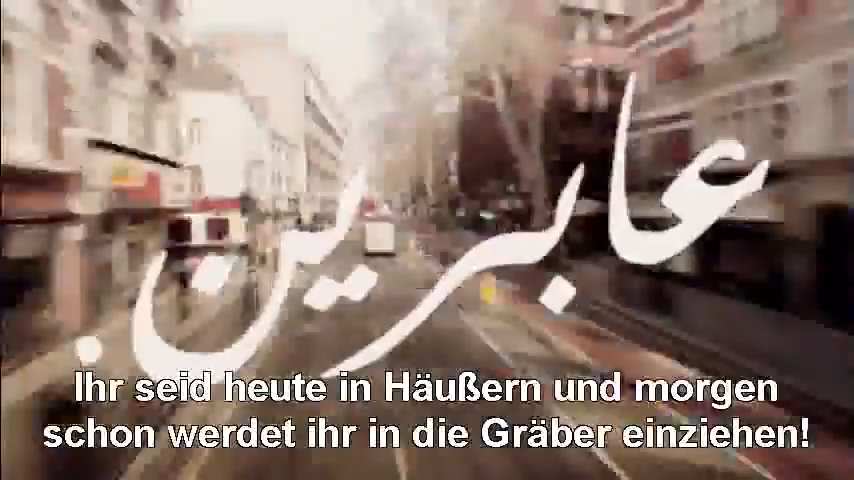 عابرين
Ihr seid heute in Häußern und morgen
schon werdet ihr in die Gräber einziehen!